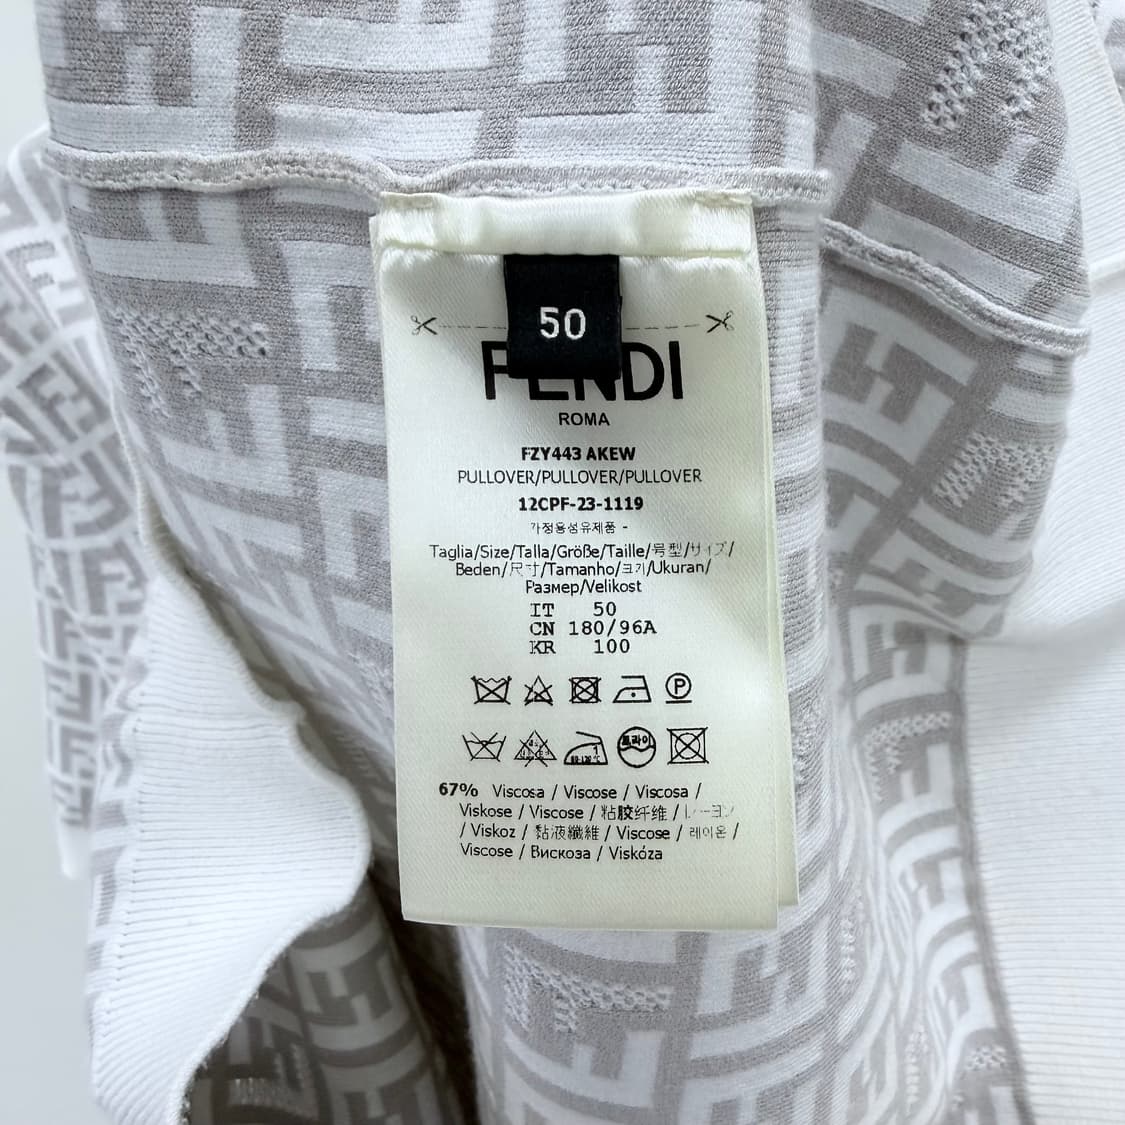 50
FENDI
ROMA
FZY443 AKEW
PULLOVER/PULLOVER/PULLOVER
12CPF-23-1119
가정용섬유제품 -
Taglia/Size/Talla/Größe/Taille/号型/サイズ/
Beden/尺寸/Tamanho/크기/Ukuran/
Размер/Velikost
IT 50
CN 180/96A
KR 100
P
드라이
67% Viscosa / Viscose / Viscosa /
Viskose / Viscose / 粘胶纤维 / レーヨン
/ Viskoz / 黏液纖維 / Viscose / 레이온 /
Viscose / Вискоза / Viskóza